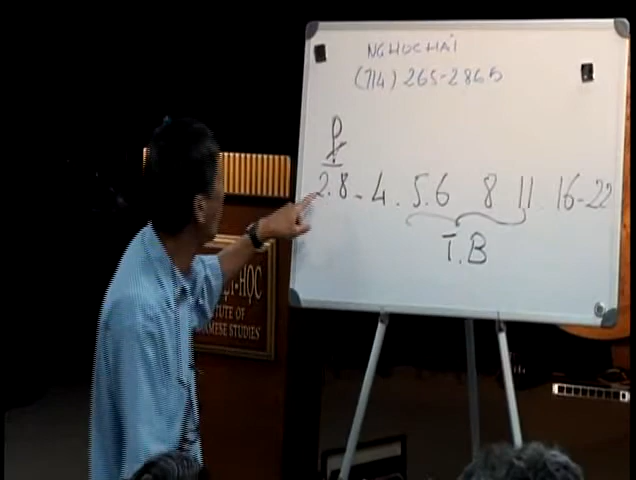 NGHOCHAI
(714) 265-2865
P
2.8 - 4. 5.6 8 11. 16-22
T.B
VIỆT-HỌC
INSTITUTE OF
VIETNAMESE STUDIES